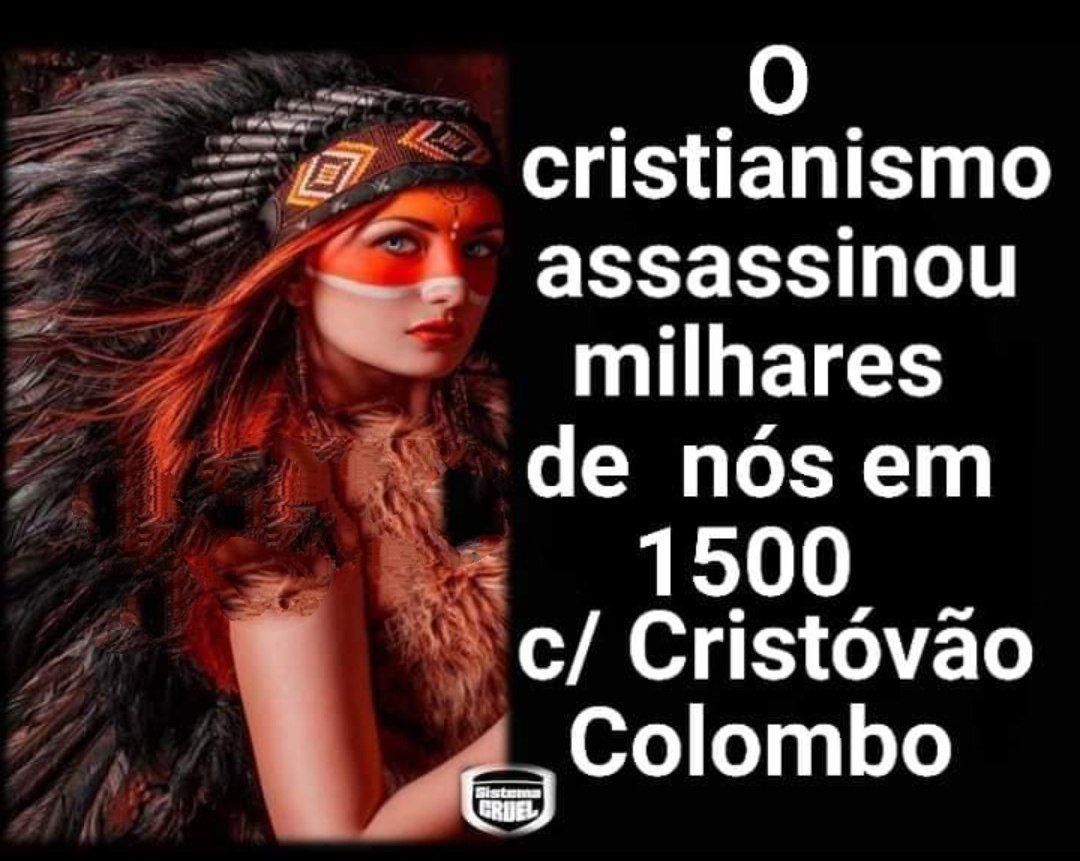 O
cristianismo
assassinou
milhares
de nós em
1500
c/ Cristóvão
Colombo
Sistema
CRUEL